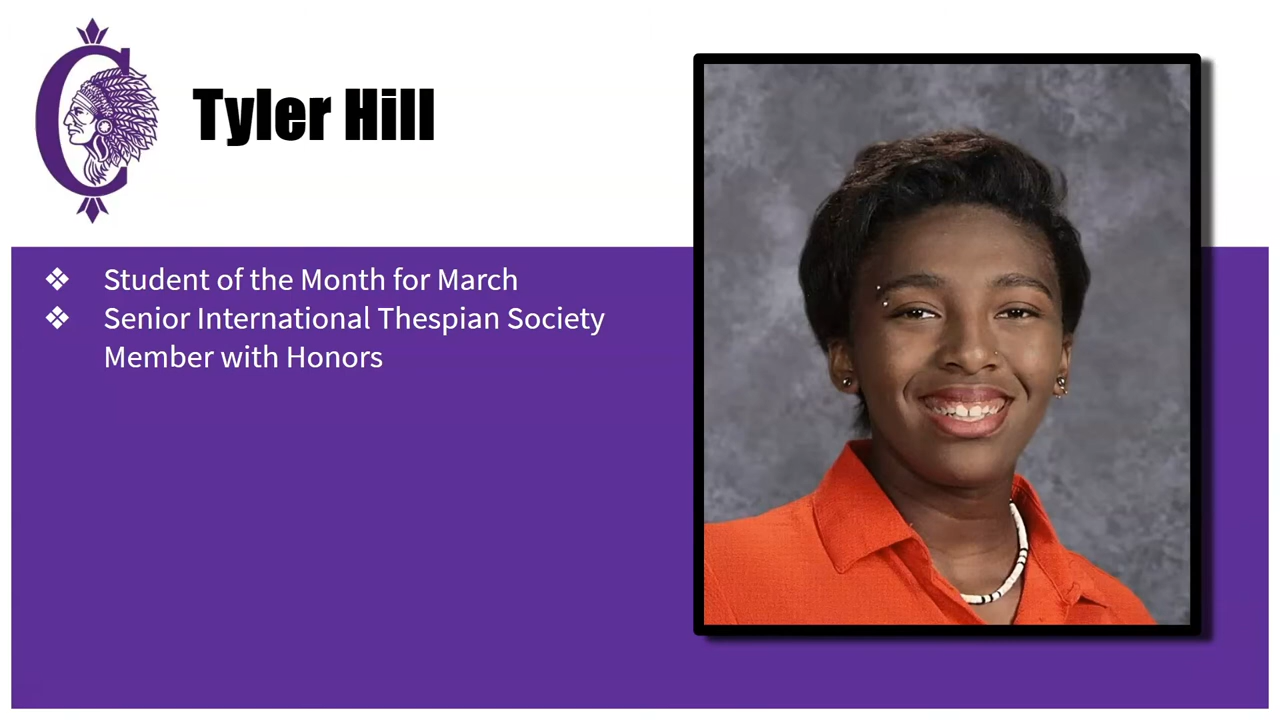 C
Tyler Hill
❖ Student of the Month for March
❖ Senior International Thespian Society
Member with Honors